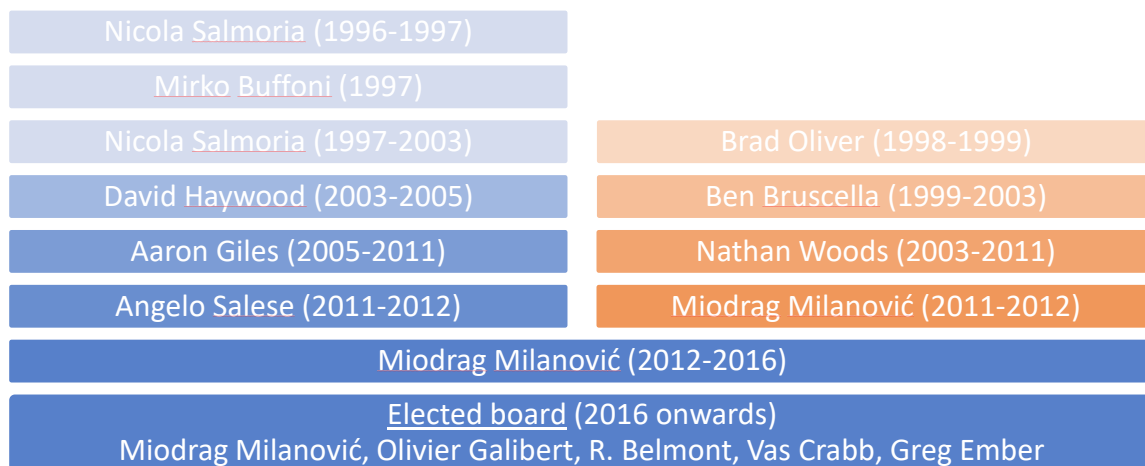 Nicola Salmoria (1996-1997)
Mirko Buffoni (1997)
Nicola Salmoria (1997-2003)
Brad Oliver (1998-1999)
David Haywood (2003-2005)
Ben Bruscella (1999-2003)
Aaron Giles (2005-2011)
Nathan Woods (2003-2011)
Angelo Salese (2011-2012)
Miodrag Milanović (2011-2012)
Miodrag Milanović (2012-2016)
Elected board (2016 onwards)
Miodrag Milanović, Olivier Galibert, R. Belmont, Vas Crabb, Greg Ember